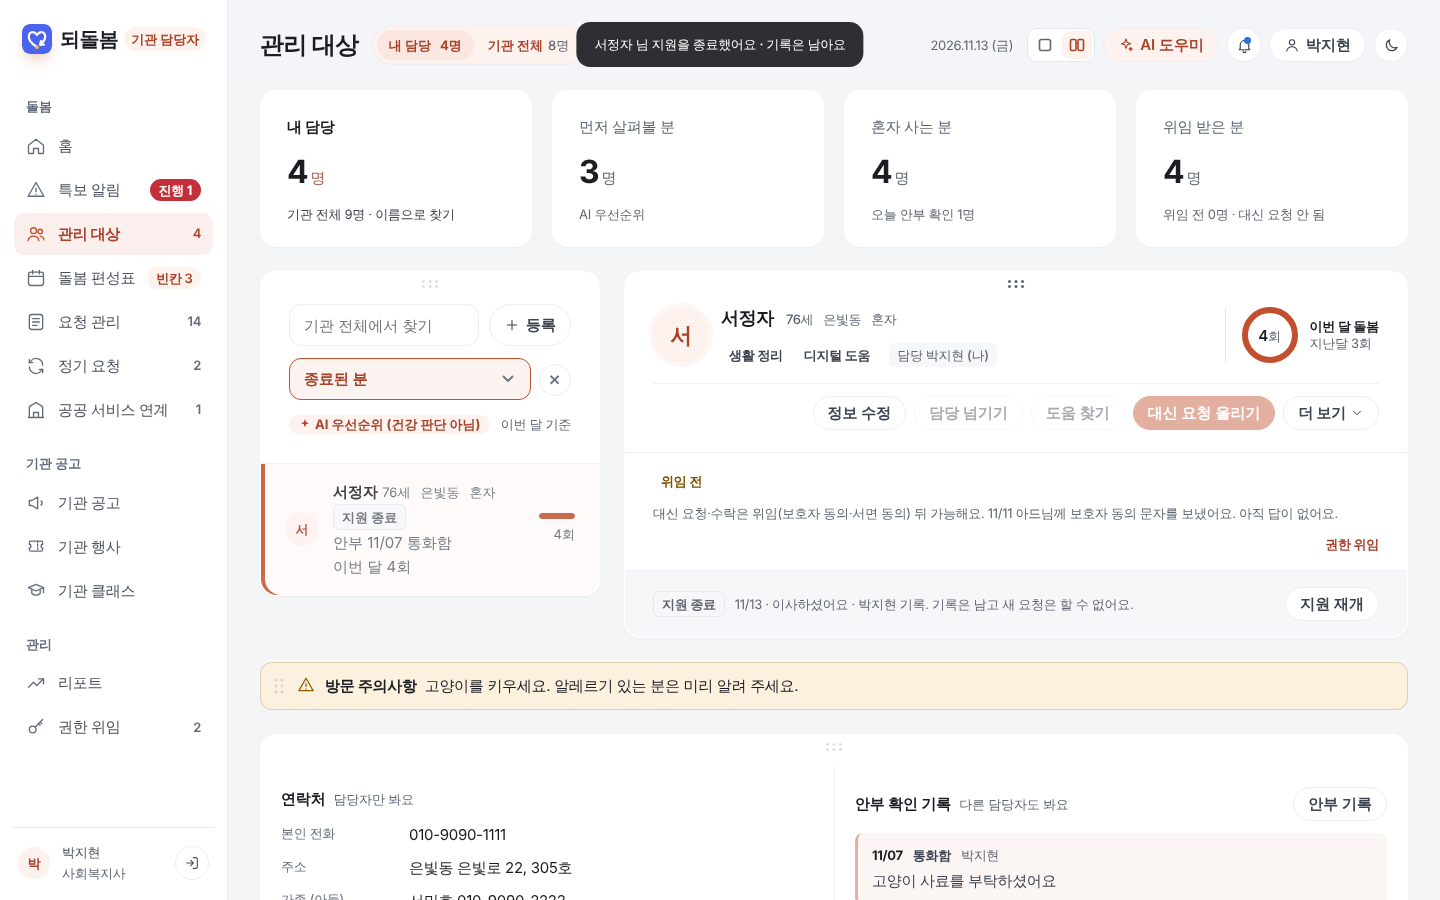 되돌봄 기관 담당자
돌봄
홈
특보 알림 진행 1
관리 대상 4
돌봄 편성표 빈칸 3
요청 관리 14
정기 요청 2
공공 서비스 연계 1
기관 공고
기관 공고
기관 행사
기관 클래스
관리
리포트
권한 위임 2
박 박지현
사회복지사
관리 대상 내 담당 4명 기관 전체 8명
서정자 님 지원을 종료했어요 · 기록은 남아요
2026.11.13 (금) AI 도우미 박지현
내 담당
4명
기관 전체 9명 · 이름으로 찾기
먼저 살펴볼 분
3명
AI 우선순위
혼자 사는 분
4명
오늘 안부 확인 1명
위임 받은 분
4명
위임 전 0명 · 대신 요청 안 됨
기관 전체에서 찾기 + 등록
종료된 분
AI 우선순위 (건강 판단 아님) 이번 달 기준
서 서정자 76세 은빛동 혼자
지원 종료
안부 11/07 통화함
이번 달 4회
4회
서 서정자 76세 은빛동 혼자
생활 정리 디지털 도움 담당 박지현 (나)
4회 이번 달 돌봄
지난달 3회
정보 수정 담당 넘기기 도움 찾기 대신 요청 올리기 더 보기
위임 전
대신 요청·수락은 위임(보호자 동의·서면 동의) 뒤 가능해요. 11/11 아드님께 보호자 동의 문자를 보냈어요. 아직 답이 없어요.
권한 위임
지원 종료 11/13 · 이사하셨어요 · 박지현 기록. 기록은 남고 새 요청은 할 수 없어요. 지원 재개
방문 주의사항 고양이를 키우세요. 알레르기 있는 분은 미리 알려 주세요.
연락처 담당자만 봐요
본인 전화 010-9090-1111
주소 은빛동 은빛로 22, 305호
안부 확인 기록 다른 담당자도 봐요 안부 기록
11/07 통화함 박지현
고양이 사료를 부탁하셨어요